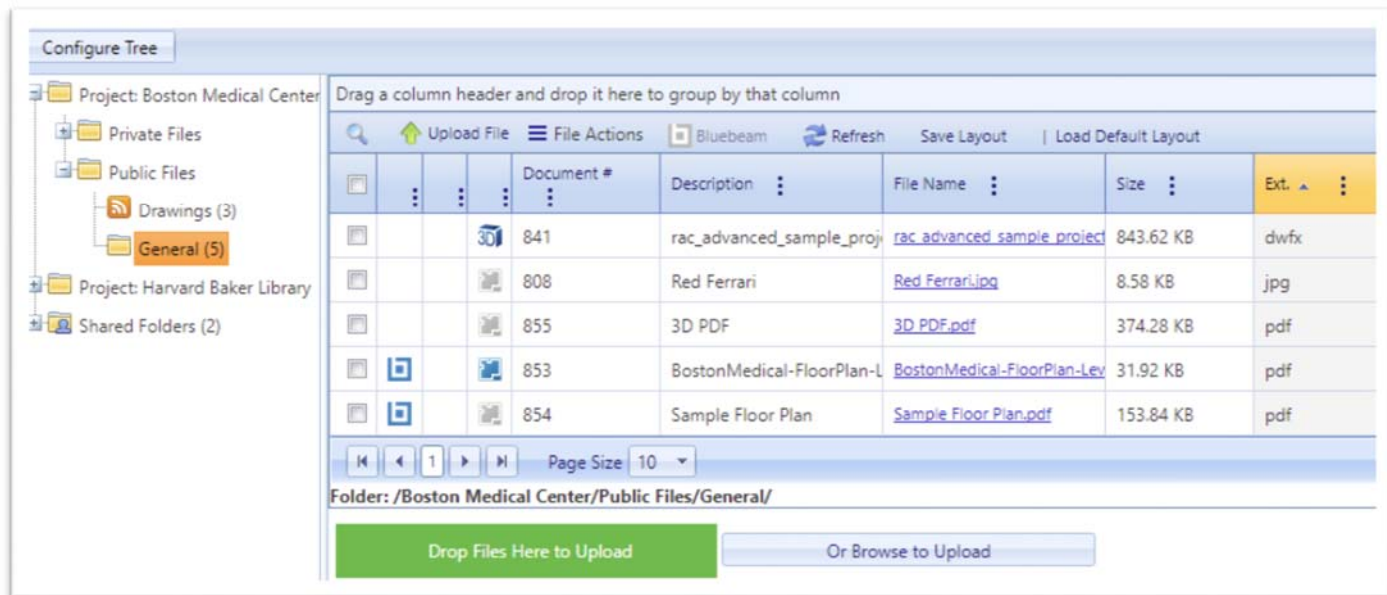 Configure Tree
Project: Boston Medical Center
Private Files
Public Files
Drawings (3)
General (5)
Project: Harvard Baker Library
Shared Folders (2)
Drag a column header and drop it here to group by that column
Upload File File Actions Bluebeam Refresh Save Layout | Load Default Layout
Document # Description File Name Size Ext.
3D 841 rac_advanced_sample_proj rac advanced sample project 843.62 KB dwfx
808 Red Ferrari Red Ferrari.jpg 8.58 KB jpg
855 3D PDF 3D PDF.pdf 374.28 KB pdf
853 BostonMedical-FloorPlan-L BostonMedical-FloorPlan-Lev 31.92 KB pdf
854 Sample Floor Plan Sample Floor Plan.pdf 153.84 KB pdf
1 Page Size 10
Folder: /Boston Medical Center/Public Files/General/
Drop Files Here to Upload Or Browse to Upload